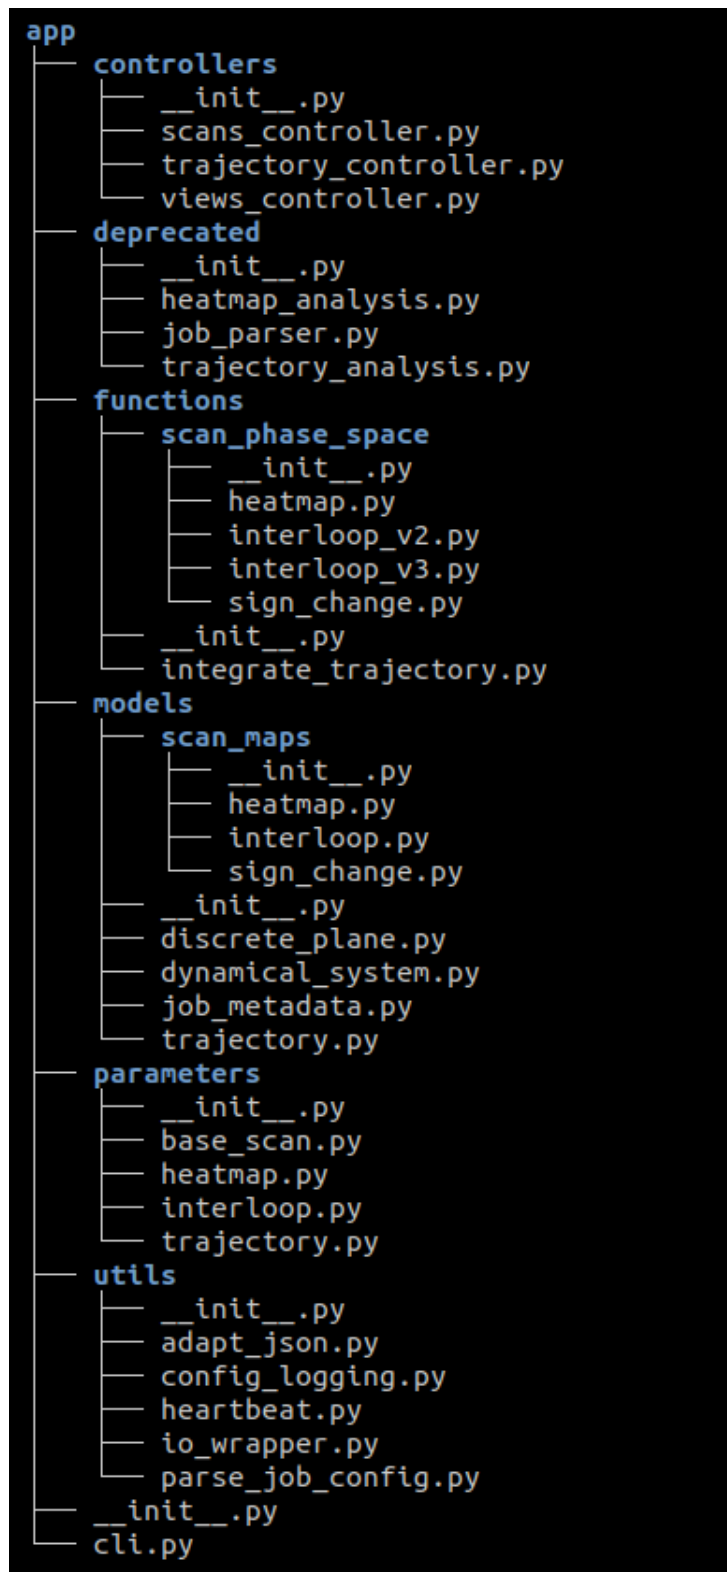 app
controllers
__init__.py
scans_controller.py
trajectory_controller.py
views_controller.py
deprecated
__init__.py
heatmap_analysis.py
job_parser.py
trajectory_analysis.py
functions
scan_phase_space
__init__.py
heatmap.py
interloop_v2.py
interloop_v3.py
sign_change.py
__init__.py
integrate_trajectory.py
models
scan_maps
__init__.py
heatmap.py
interloop.py
sign_change.py
__init__.py
discrete_plane.py
dynamical_system.py
job_metadata.py
trajectory.py
parameters
__init__.py
base_scan.py
heatmap.py
interloop.py
trajectory.py
utils
__init__.py
adapt_json.py
config_logging.py
heartbeat.py
io_wrapper.py
parse_job_config.py
__init__.py
cli.py